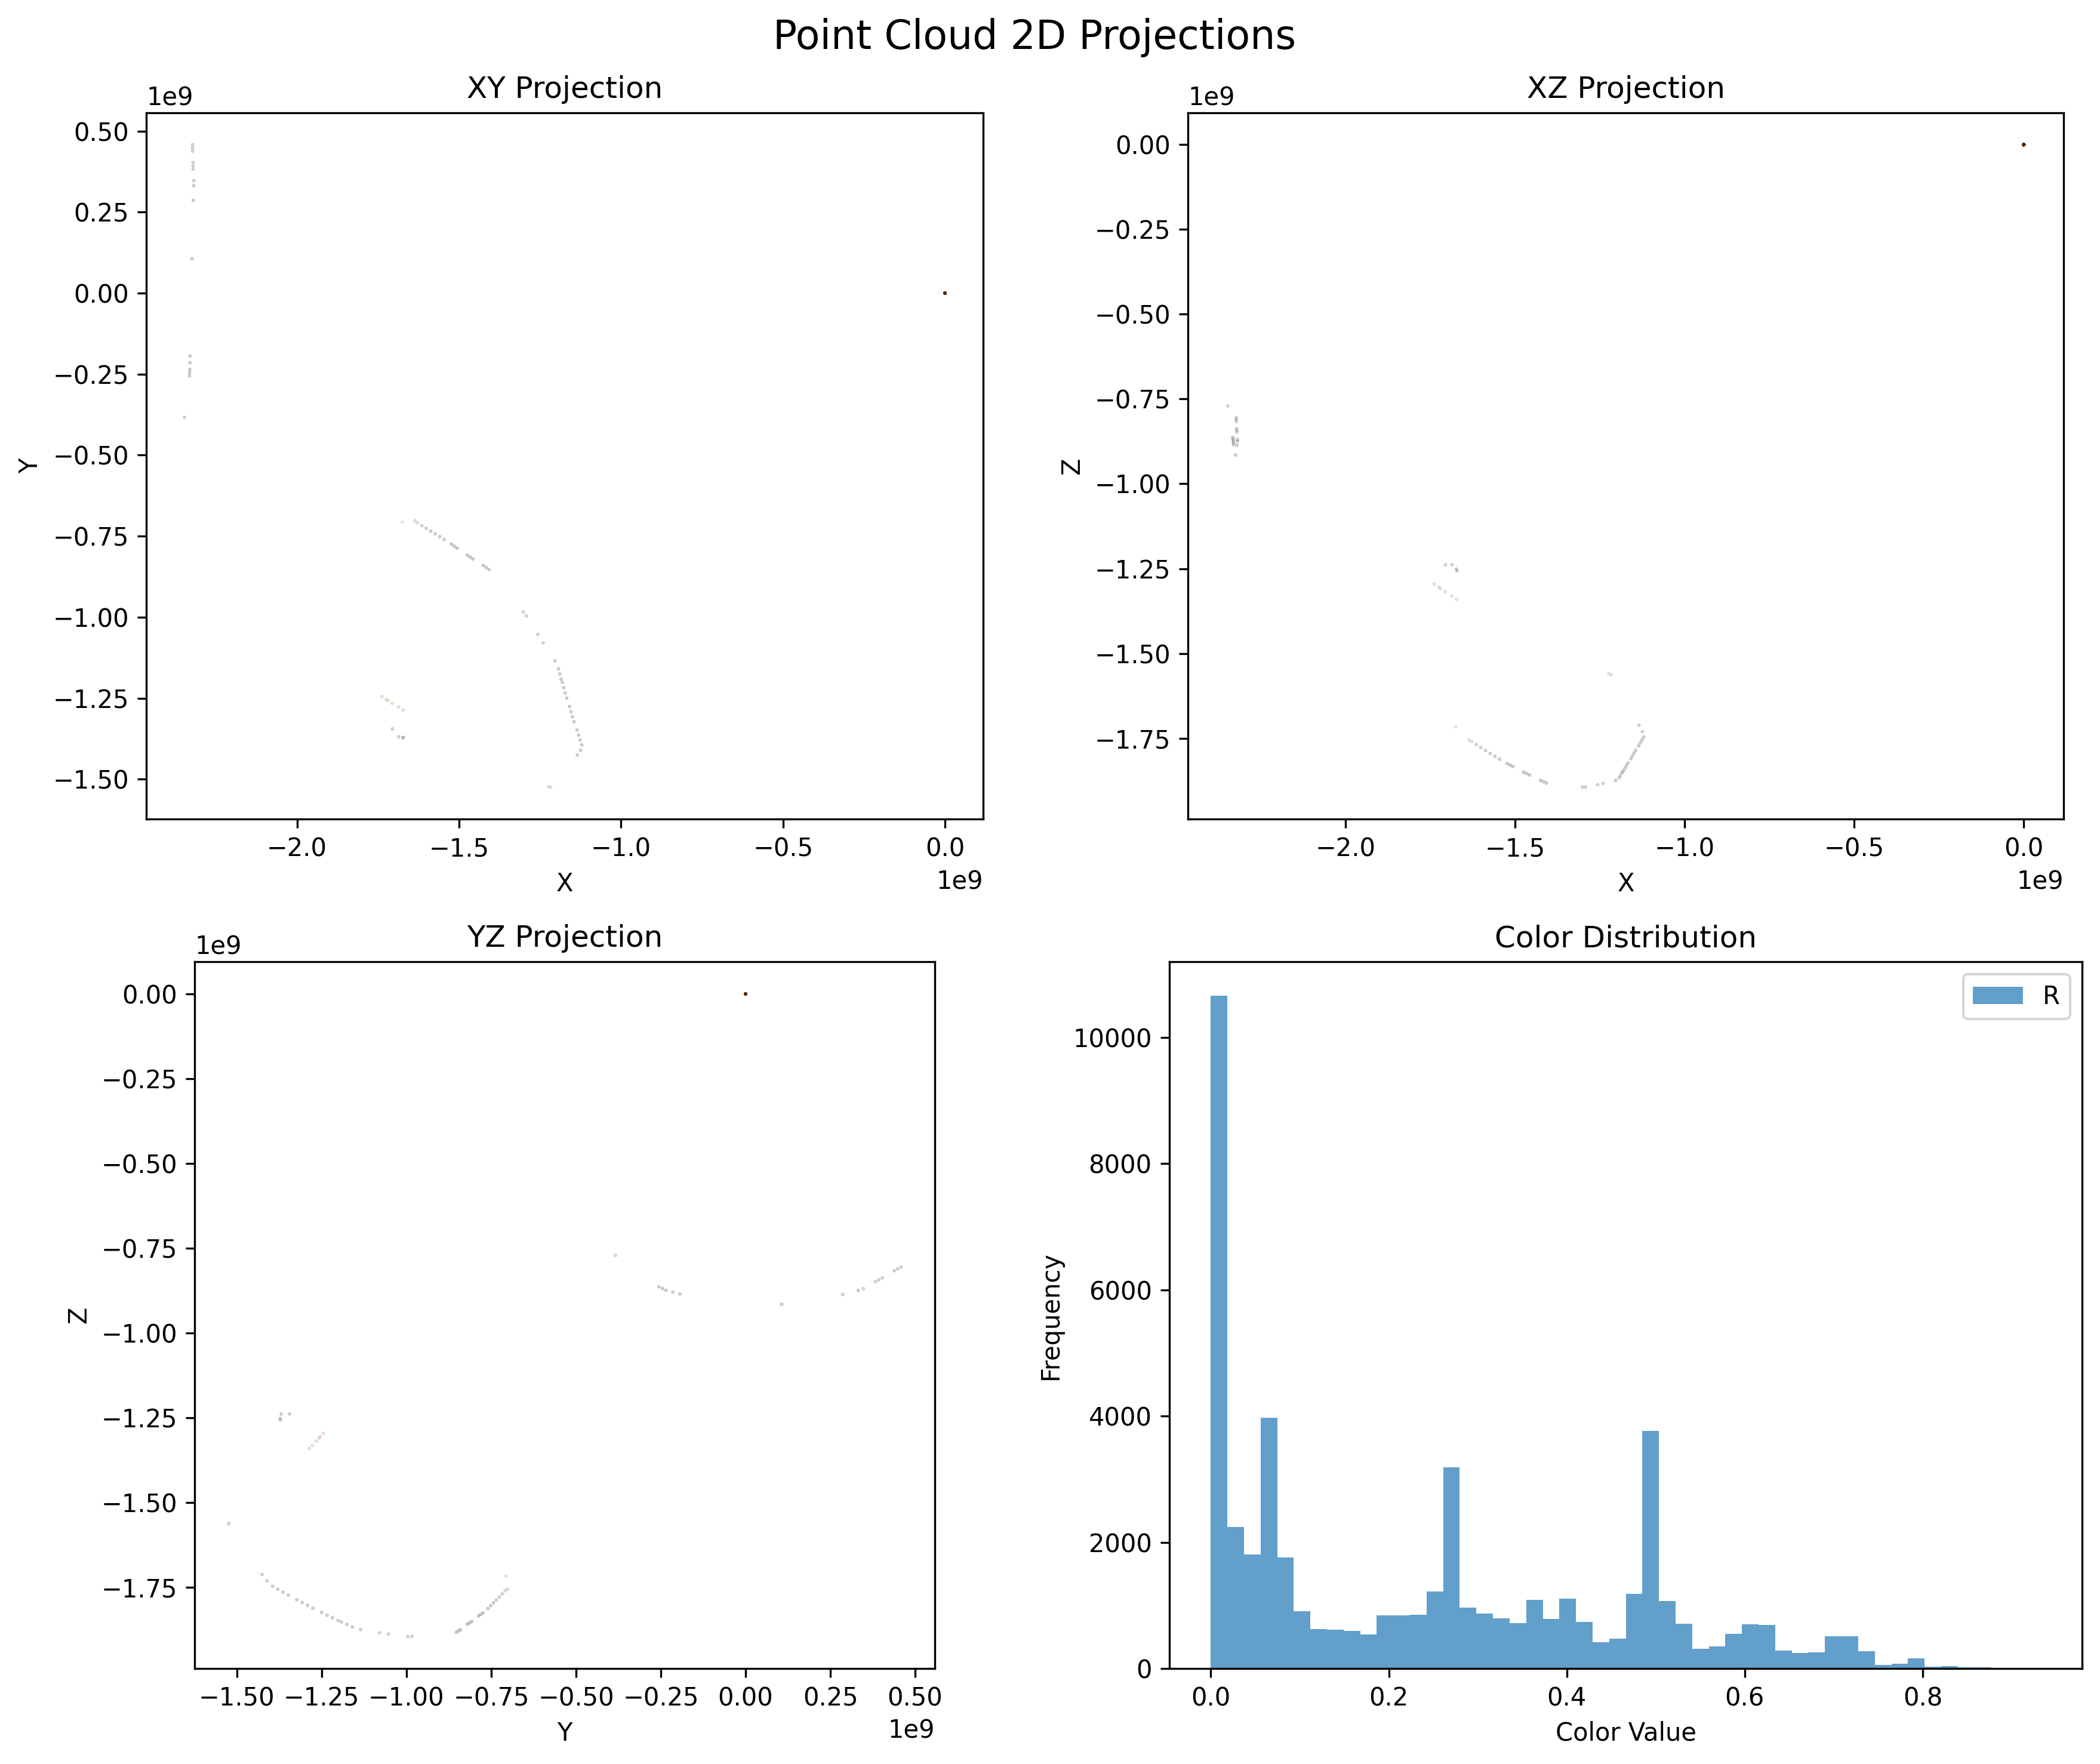 Point Cloud 2D Projections
XY Projection
1e9
0.50
0.25
0.00
−0.25
−0.50
−0.75
−1.00
−1.25
−1.50
Y
−2.0 −1.5 −1.0 −0.5 0.0
1e9
X
XZ Projection
1e9
0.00
−0.25
−0.50
−0.75
−1.00
−1.25
−1.50
−1.75
Z
−2.0 −1.5 −1.0 −0.5 0.0
1e9
X
YZ Projection
1e9
0.00
−0.25
−0.50
−0.75
−1.00
−1.25
−1.50
−1.75
Z
−1.50 −1.25 −1.00 −0.75 −0.50 −0.25 0.00 0.25 0.50
1e9
Y
Color Distribution
R
10000
8000
6000
4000
2000
0
Frequency
0.0 0.2 0.4 0.6 0.8
Color Value